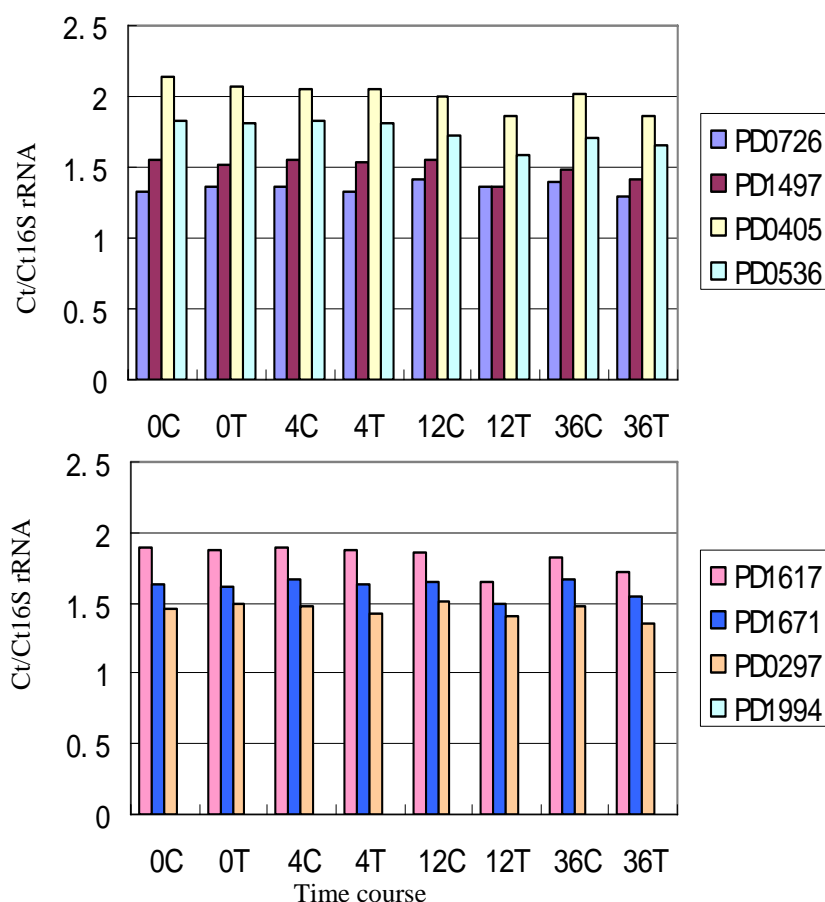 2. 5
2
1. 5
1
0. 5
0
Ct/Ct16S rRNA
0C 0T 4C 4T 12C 12T 36C 36T
PD0726
PD1497
PD0405
PD0536
2. 5
2
1. 5
1
0. 5
0
Ct/Ct16S rRNA
0C 0T 4C 4T 12C 12T 36C 36T
Time course
PD1617
PD1671
PD0297
PD1994